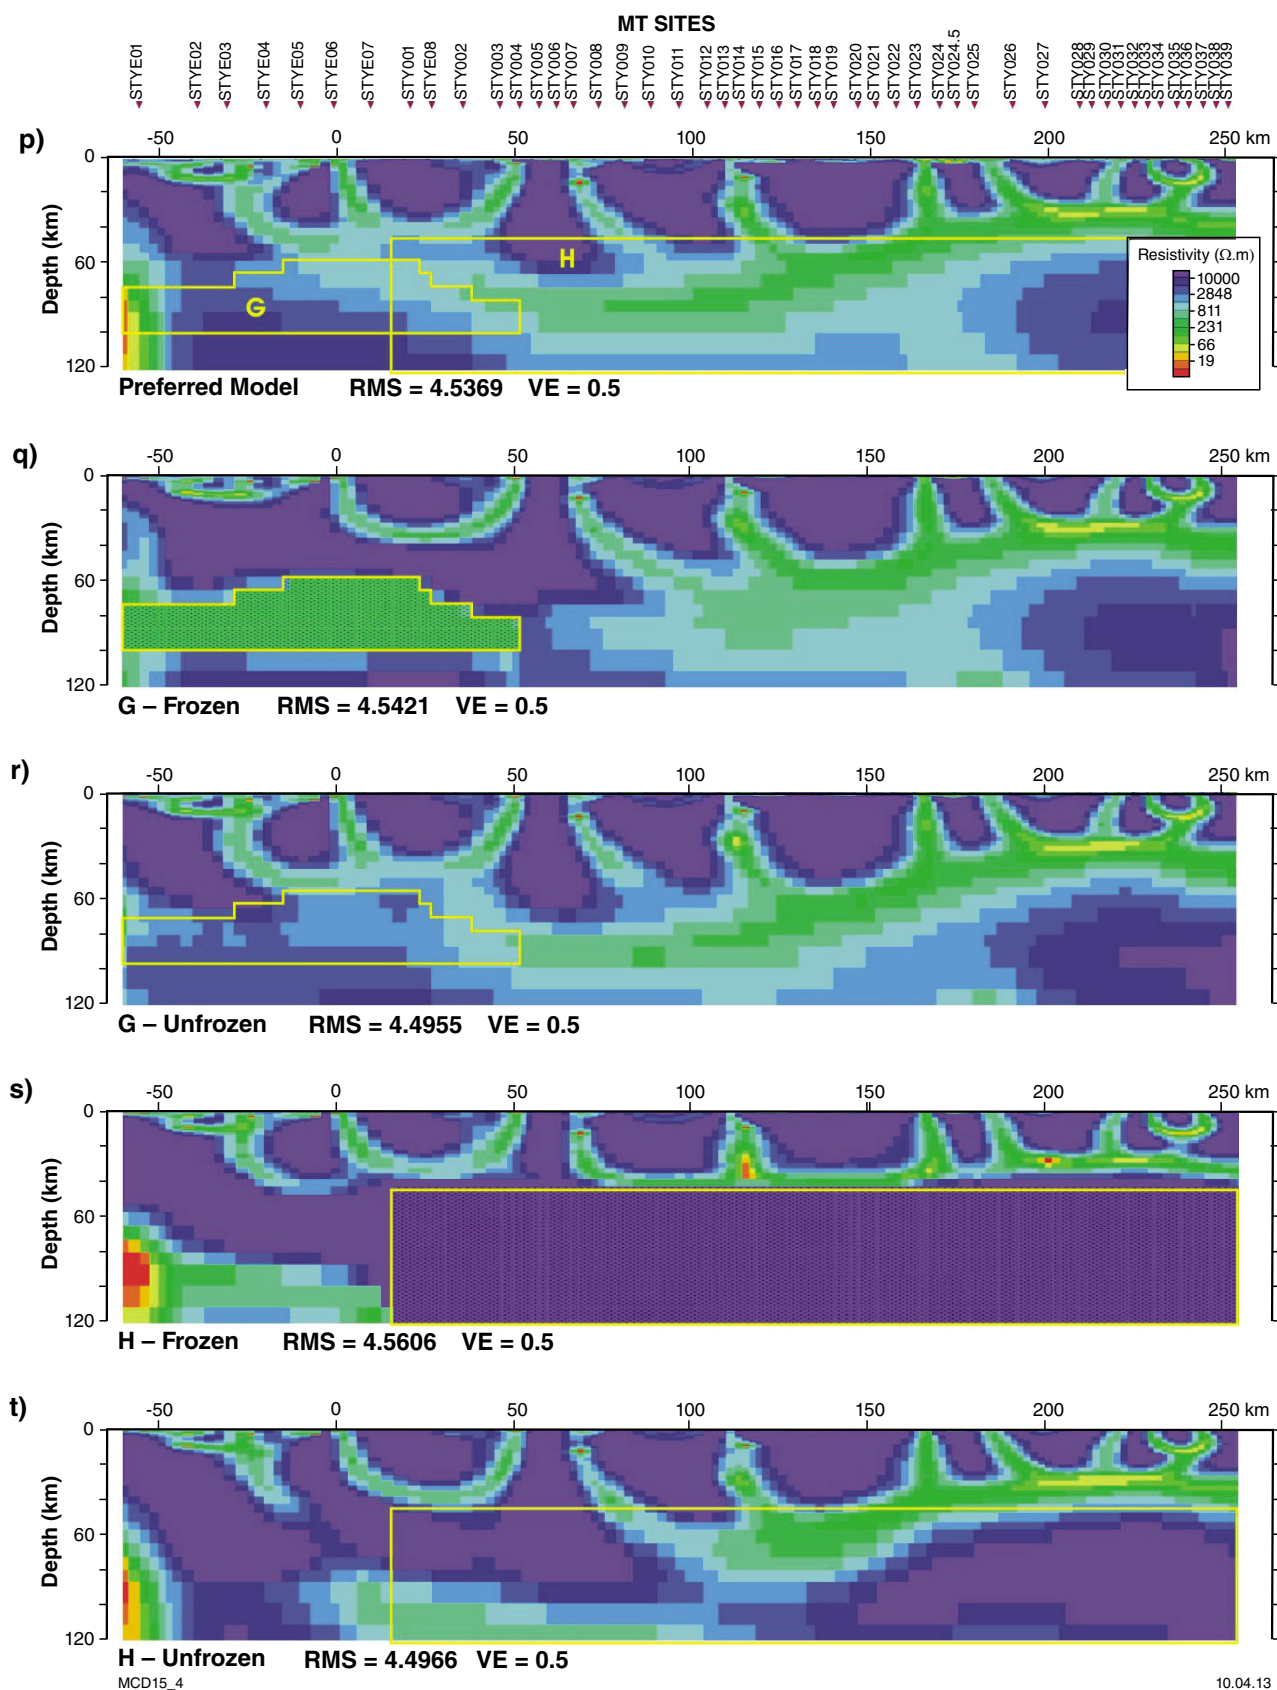 MT SITES
STYE01 STYE02 STYE03 STYE04 STYE05 STYE06 STYE07 STY001 STYE08 STY002 STY003 STY004 STY005 STY006 STY007 STY008 STY009 STY010 STY011 STY012 STY013 STY014 STY015 STY016 STY017 STY018 STY019 STY020 STY021 STY022 STY023 STY024 STY024.5 STY025 STY026 STY027 STY028 STY029 STY030 STY031 STY032 STY033 STY034 STY035 STY036 STY037 STY038 STY039
p)
-50 0 50 100 150 200 250 km
0
60
120
Depth (km)
G
H
Resistivity (Ω.m)
10000
2848
811
231
66
19
Preferred Model RMS = 4.5369 VE = 0.5
q)
-50 0 50 100 150 200 250 km
0
60
120
Depth (km)
G – Frozen RMS = 4.5421 VE = 0.5
r)
-50 0 50 100 150 200 250 km
0
60
120
Depth (km)
G – Unfrozen RMS = 4.4955 VE = 0.5
s)
-50 0 50 100 150 200 250 km
0
60
120
Depth (km)
H – Frozen RMS = 4.5606 VE = 0.5
t)
-50 0 50 100 150 200 250 km
0
60
120
Depth (km)
H – Unfrozen RMS = 4.4966 VE = 0.5
MCD15_4 10.04.13